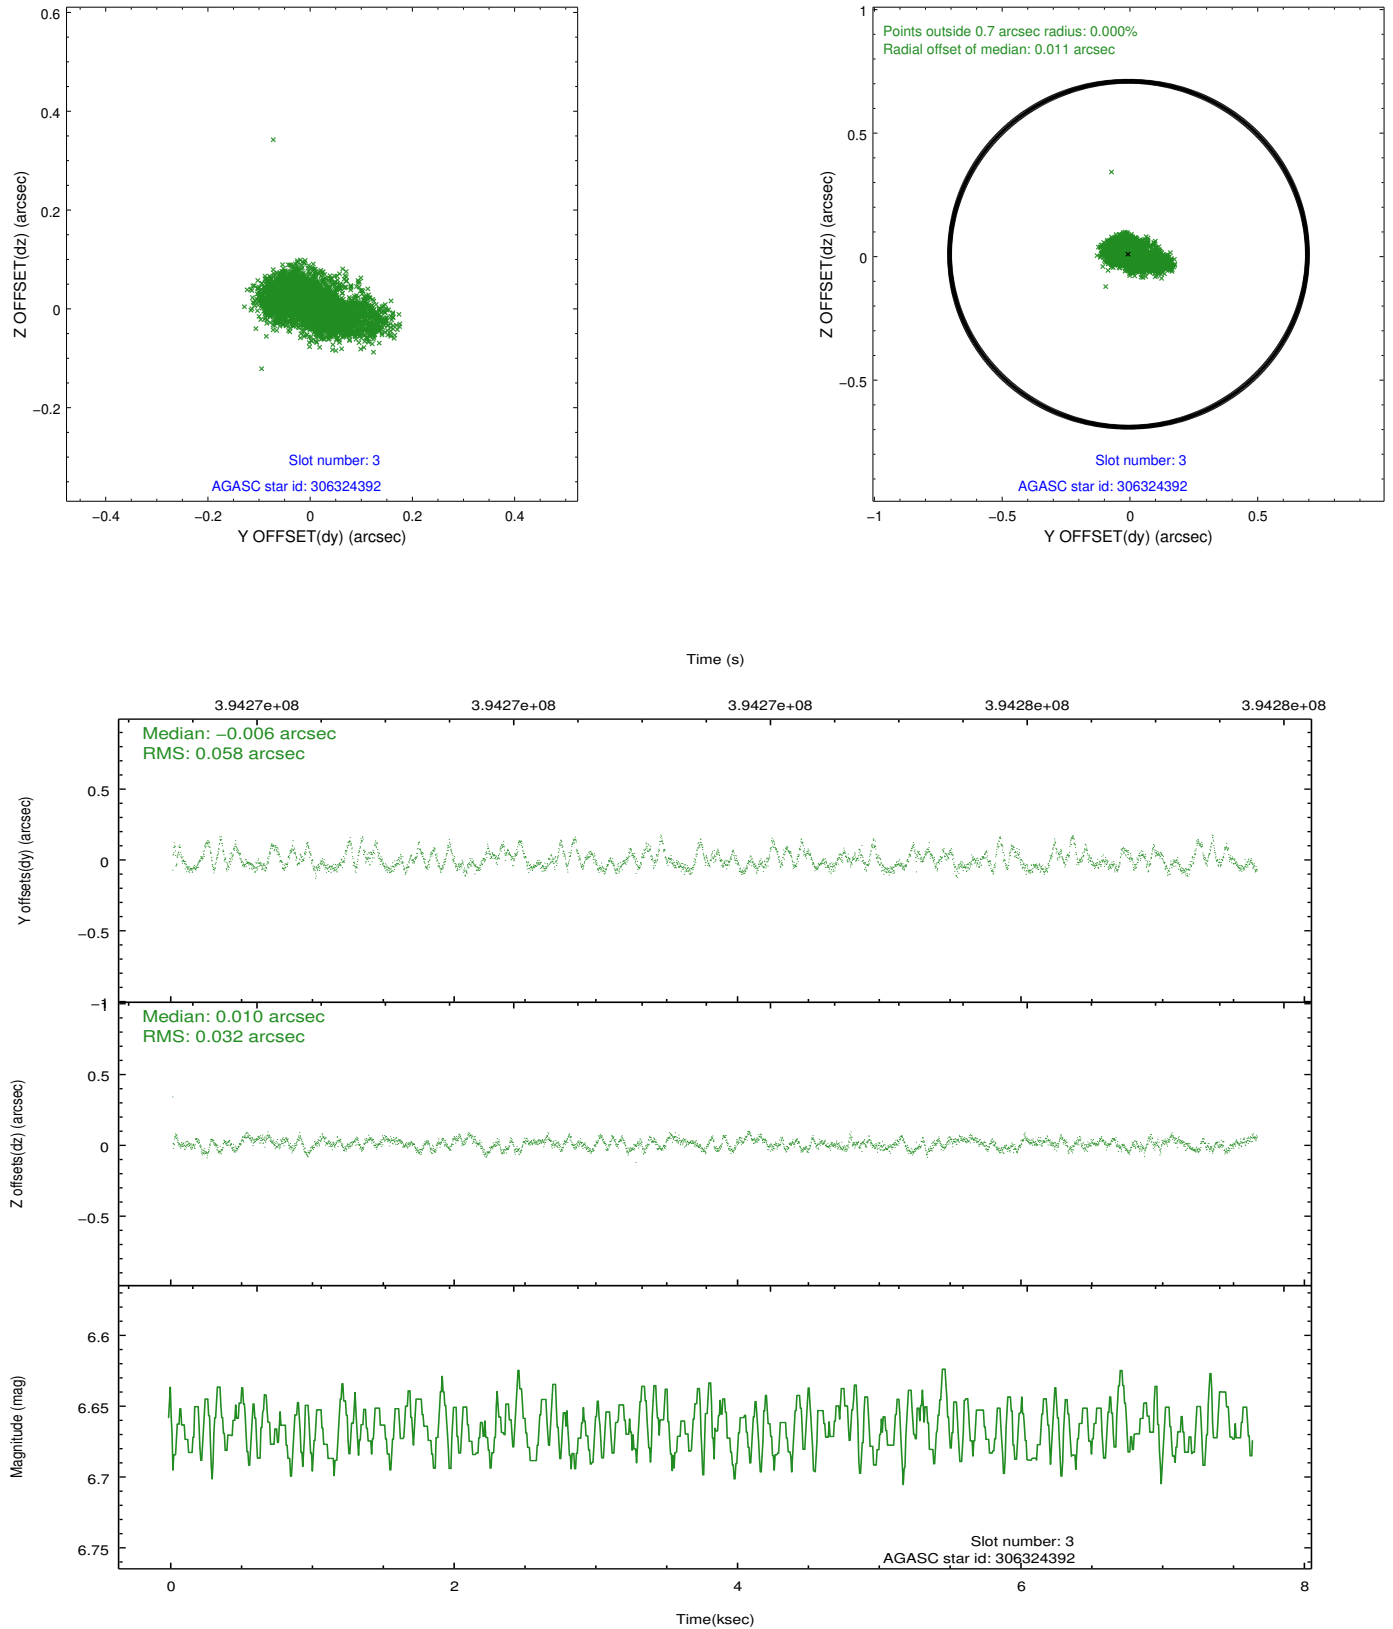 0.6
0.4
0.2
0
−0.2
Z OFFSET(dz) (arcsec)
Slot number: 3
AGASC star id: 306324392
−0.4 −0.2 0 0.2 0.4
Y OFFSET(dy) (arcsec)
1
0.5
0
−0.5
Z OFFSET(dz) (arcsec)
Points outside 0.7 arcsec radius: 0.000%
Radial offset of median: 0.011 arcsec
Slot number: 3
AGASC star id: 306324392
−1 −0.5 0 0.5
Y OFFSET(dy) (arcsec)
Time (s)
3.9427e+08 3.9427e+08 3.9427e+08 3.9428e+08 3.9428e+08
Median: −0.006 arcsec
RMS: 0.058 arcsec
0.5
0
−0.5
−1
Y offsets(dy) (arcsec)
Median: 0.010 arcsec
RMS: 0.032 arcsec
0.5
0
−0.5
Z offsets(dz) (arcsec)
6.6
6.65
6.7
6.75
Magnitude (mag)
Slot number: 3
AGASC star id: 306324392
0 2 4 6 8
Time(ksec)